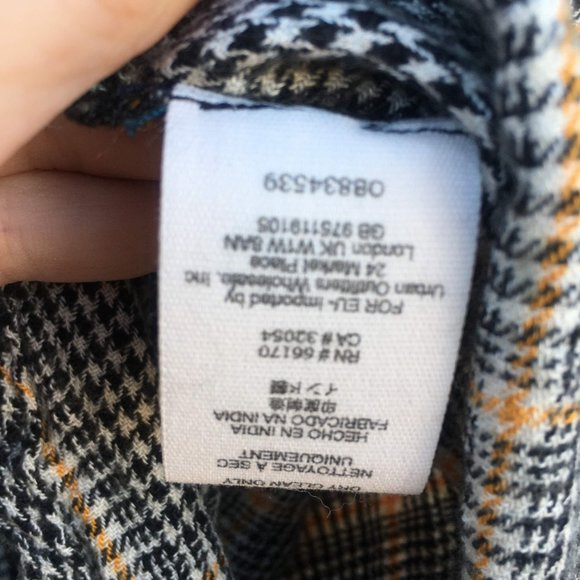 DRY CLEAN ONLY
NETTOYAGE À SEC
UNIQUEMENT
HECHO EN INDIA
FABRICADO NA INDIA
印度製造
インド製
RN# 66170
CA# 32054
FOR EU- Imported by
Urban Outfitters Wholesale, Inc
24 Market Place
London UK W1W 8AN
GB 975119105
08834539